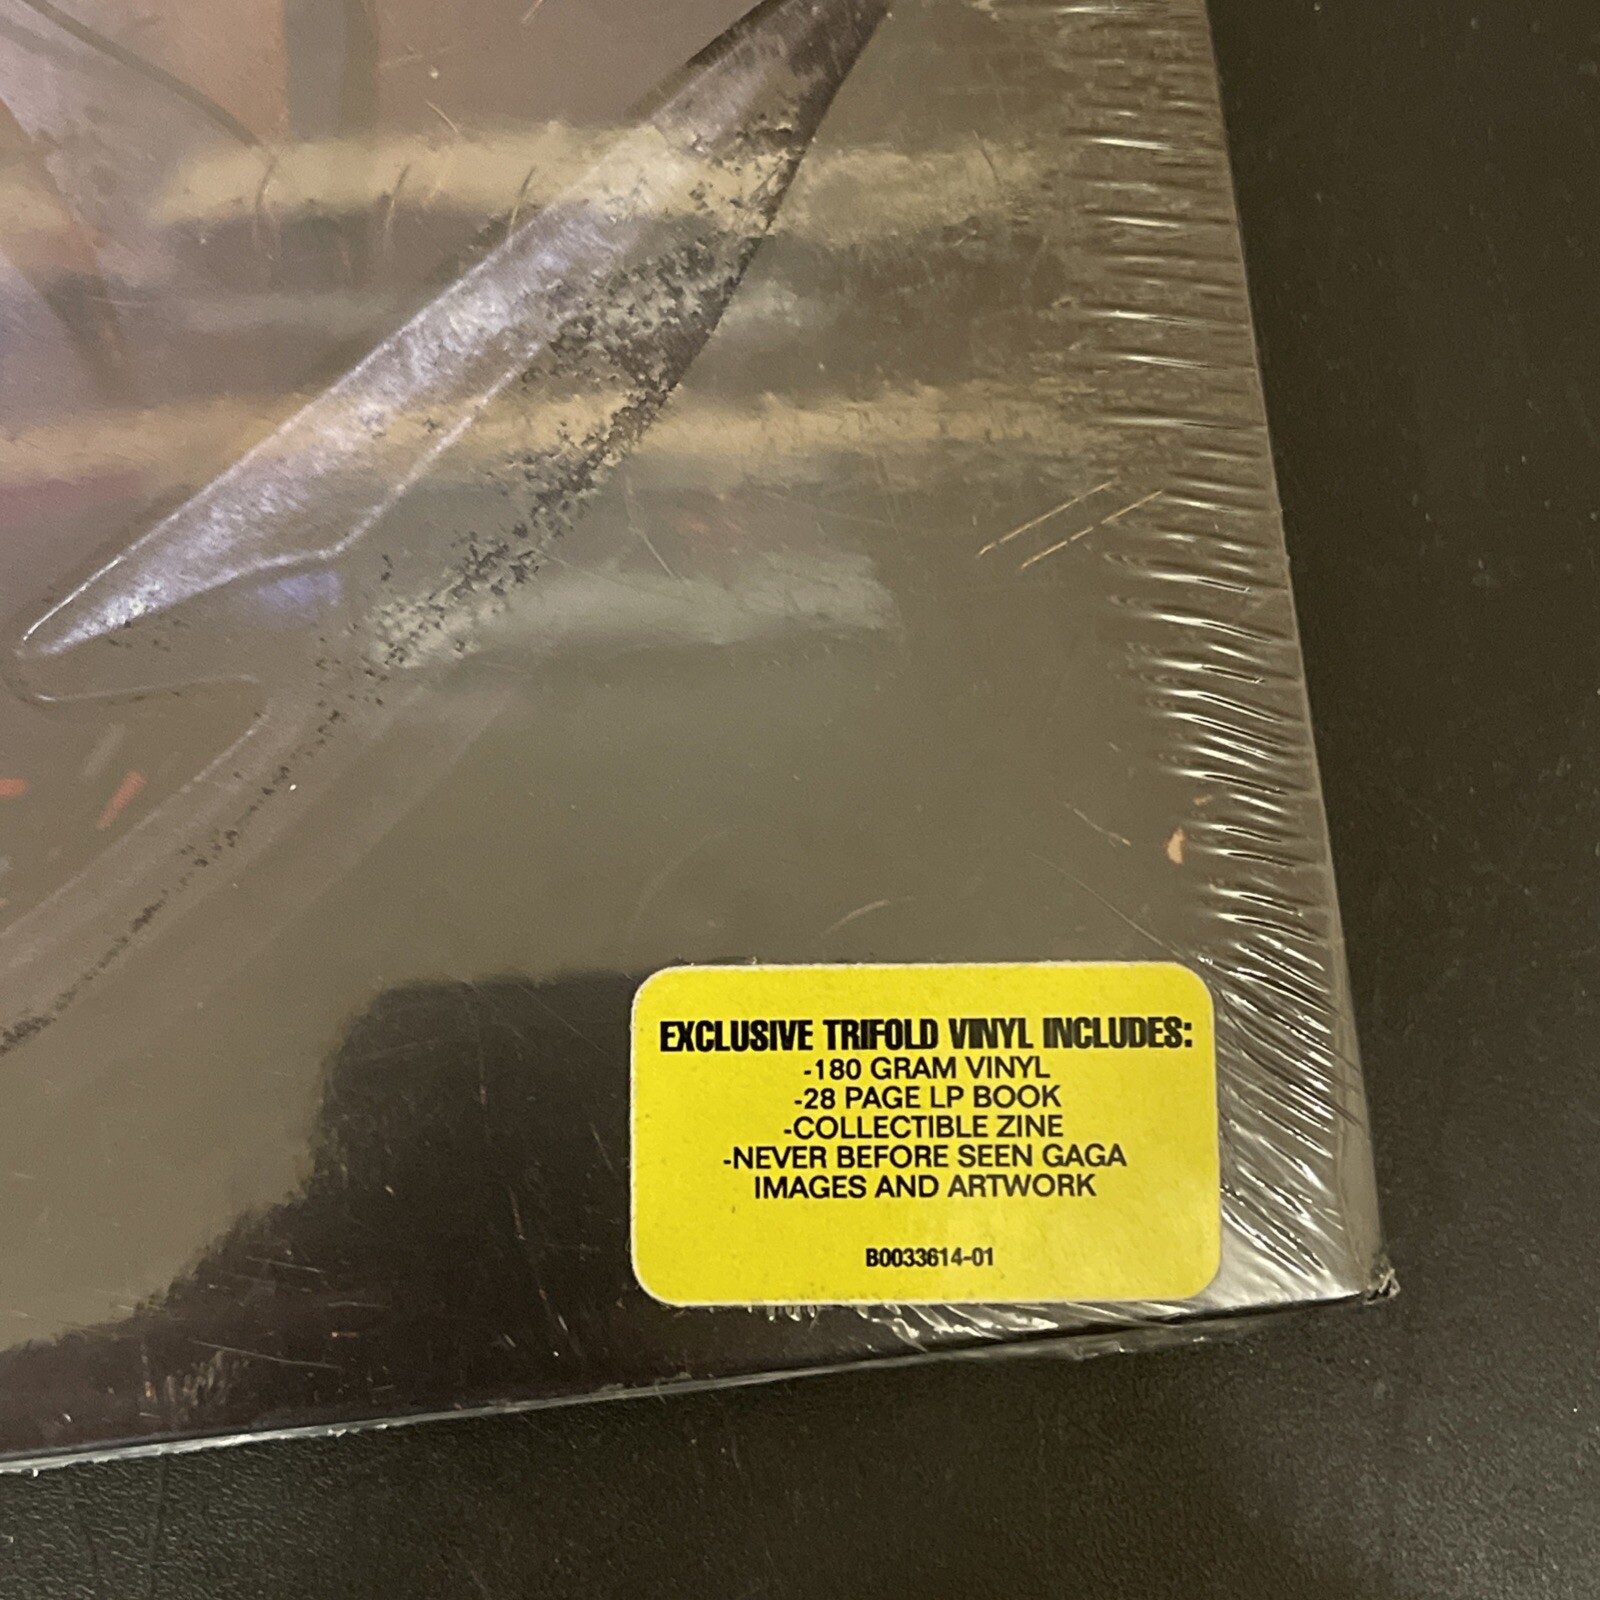 EXCLUSIVE TRIFOLD VINYL INCLUDES:
-180 GRAM VINYL
-28 PAGE LP BOOK
-COLLECTIBLE ZINE
-NEVER BEFORE SEEN GAGA
IMAGES AND ARTWORK
B0033614-01